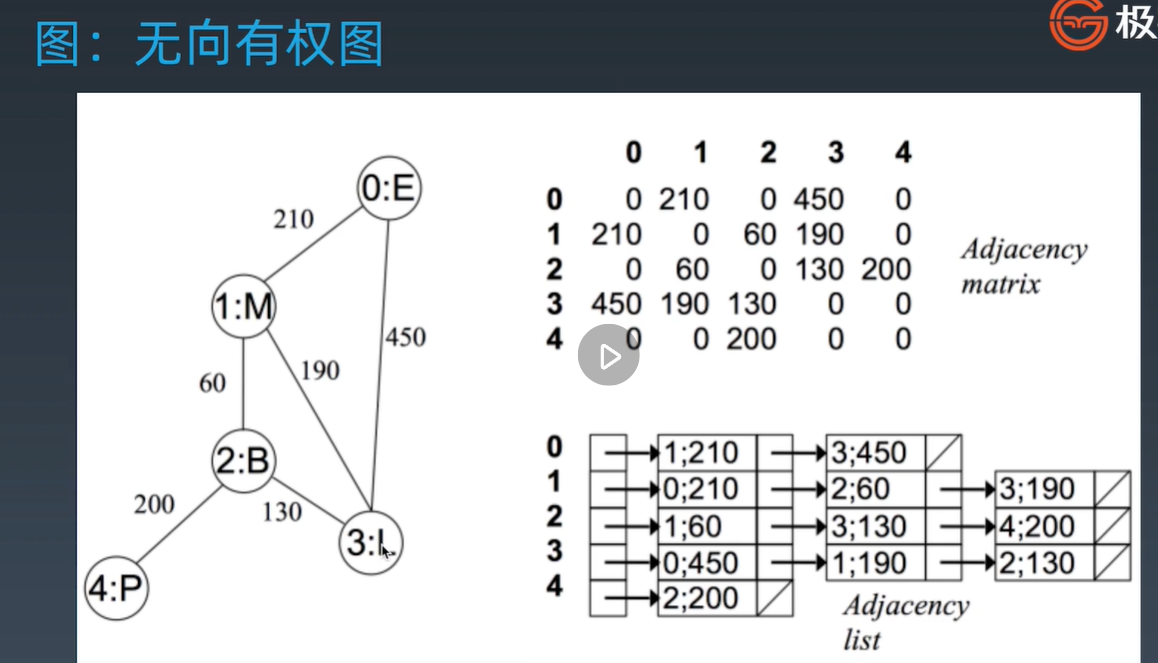 图：无向有权图
极
0:E
210
1:M
450
190
60
2:B
200
130
3:L
4:P
0 1 2 3 4
0 0 210 0 450 0
1 210 0 60 190 0
2 0 60 0 130 200
3 450 190 130 0 0
4 0 0 200 0 0
Adjacency
matrix
0 1;210 3;450
1 0;210 2;60 3;190
2 1;60 3;130 4;200
3 0;450 1;190 2;130
4 2;200
Adjacency
list